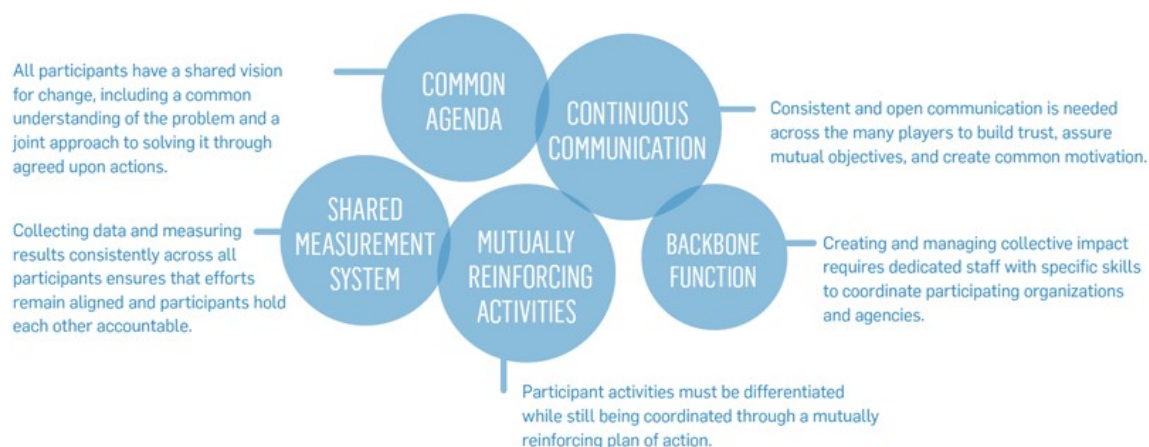 COMMON
AGENDA
All participants have a shared vision
for change, including a common
understanding of the problem and a
joint approach to solving it through
agreed upon actions.
CONTINUOUS
COMMUNICATION
Consistent and open communication is needed
across the many players to build trust, assure
mutual objectives, and create common motivation.
SHARED
MEASUREMENT
SYSTEM
Collecting data and measuring
results consistently across all
participants ensures that efforts
remain aligned and participants hold
each other accountable.
MUTUALLY
REINFORCING
ACTIVITIES
Participant activities must be differentiated
while still being coordinated through a mutually
reinforcing plan of action.
BACKBONE
FUNCTION
Creating and managing collective impact
requires dedicated staff with specific skills
to coordinate participating organizations
and agencies.